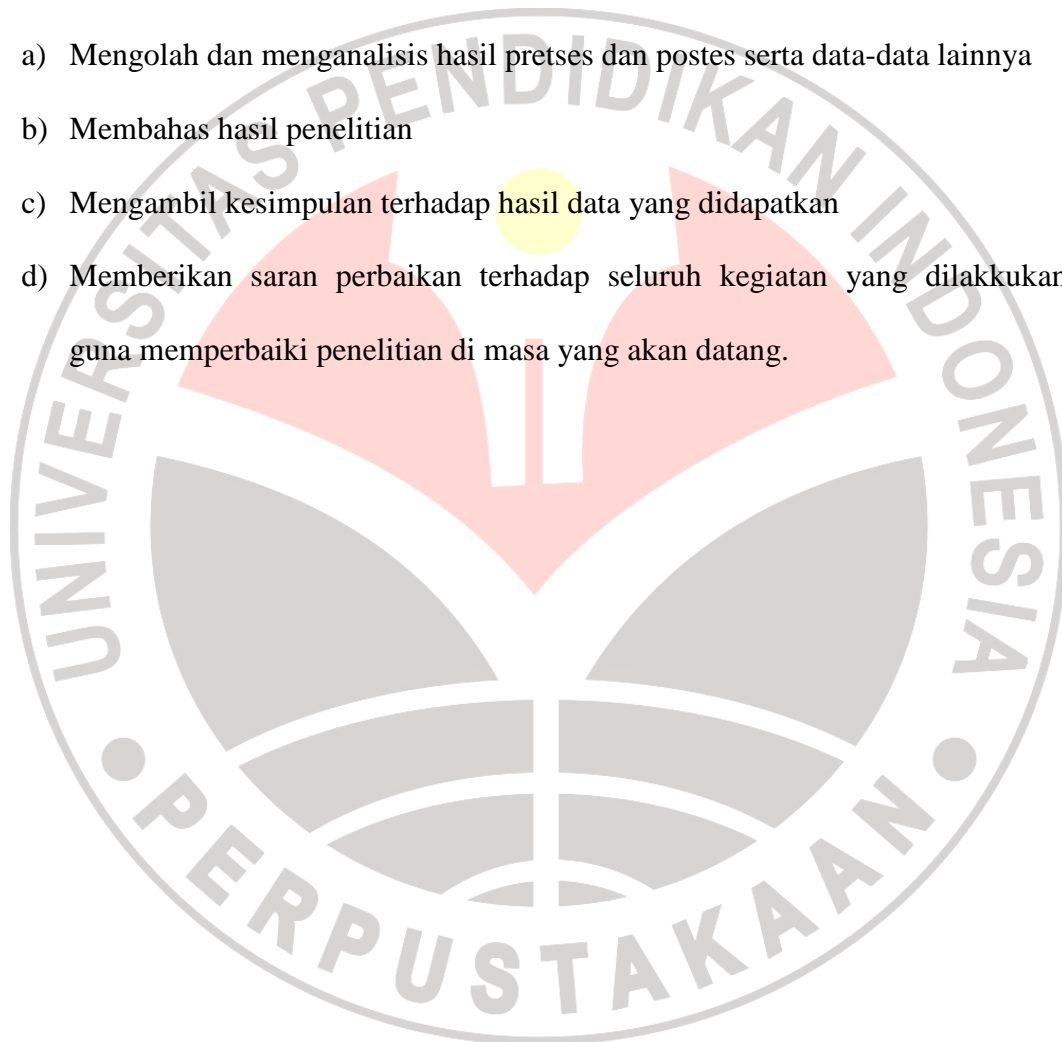 a) Mengolah dan menganalisis hasil pretses dan postes serta data-data lainnya
b) Membahas hasil penelitian
c) Mengambil kesimpulan terhadap hasil data yang didapatkan
d) Memberikan saran perbaikan terhadap seluruh kegiatan yang dilakkukan
guna memperbaiki penelitian di masa yang akan datang.
UNIVERSITAS PENDIDIKAN INDONESIA
PERPUSTAKAAN